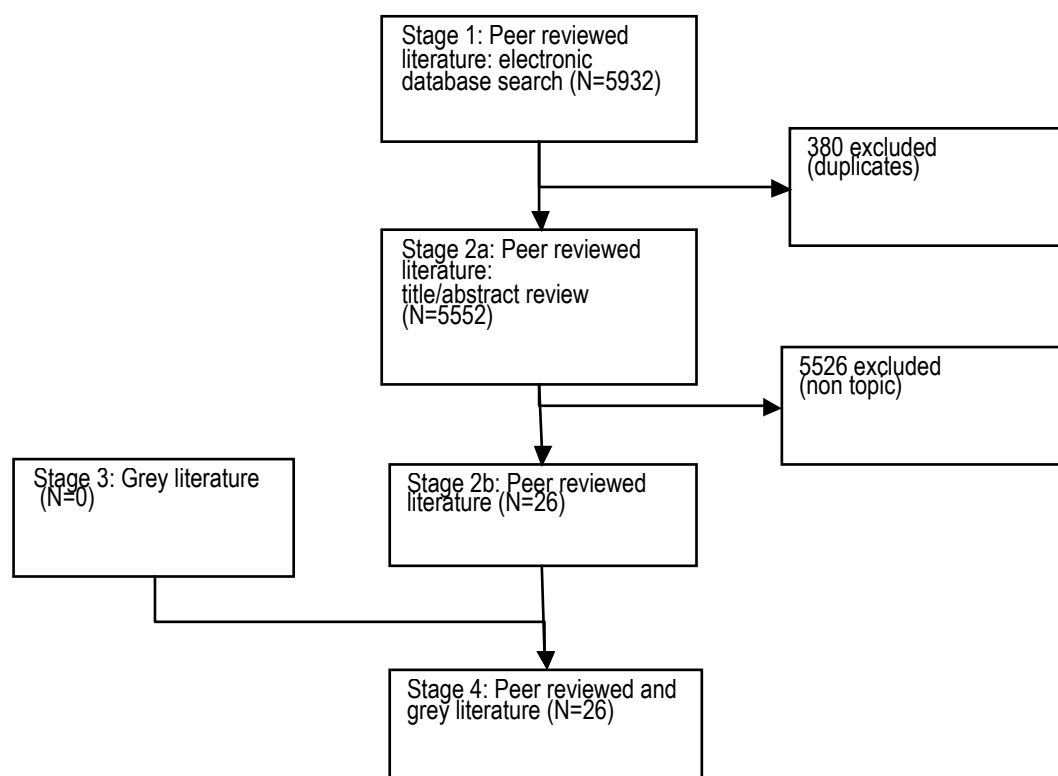 Stage 1: Peer reviewed
literature: electronic
database search (N=5932)
380 excluded
(duplicates)
Stage 2a: Peer reviewed
literature:
title/abstract review
(N=5552)
5526 excluded
(non topic)
Stage 3: Grey literature
(N=0)
Stage 2b: Peer reviewed
literature (N=26)
Stage 4: Peer reviewed and
grey literature (N=26)